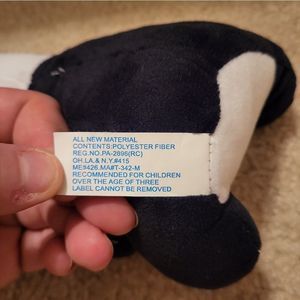 ALL NEW MATERIAL
CONTENTS:POLYESTER FIBER
REG.NO.PA-2895(RC)
OH,LA.& N.Y.#415
ME#426.MA#T-342-M
RECOMMENDED FOR CHILDREN
OVER THE AGE OF THREE
LABEL CANNOT BE REMOVED